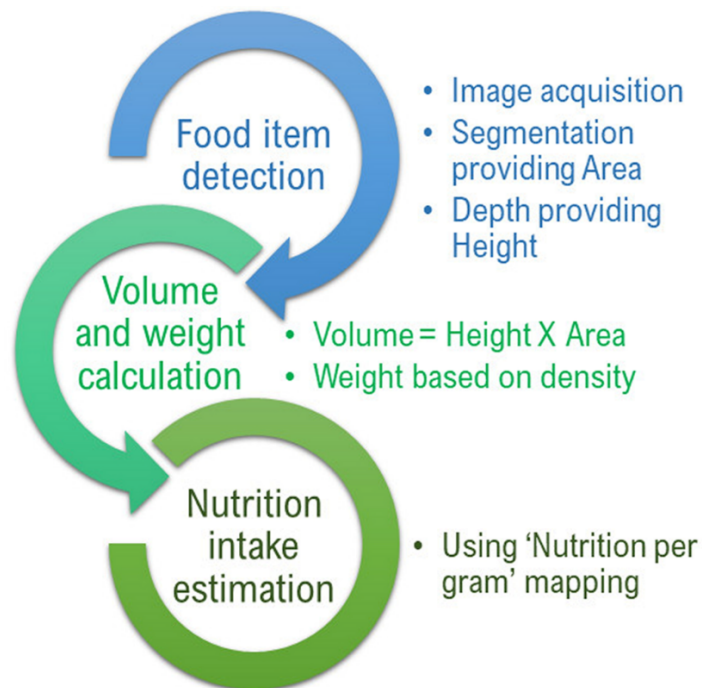 Food item
detection
• Image acquisition
• Segmentation
providing Area
• Depth providing
Height
Volume
and weight
calculation
• Volume = Height X Area
• Weight based on density
Nutrition
intake
estimation
• Using ‘Nutrition per
gram’ mapping